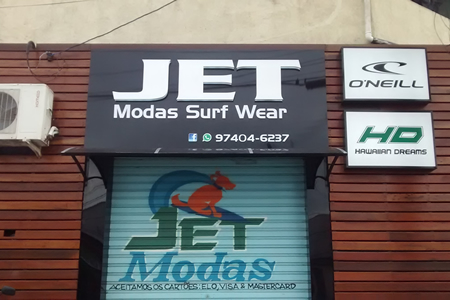 JET
Modas Surf Wear
97404-6237
O'NEILL
HD
HAWAIIAN DREAMS
JET
Modas
ACEITAMOS OS CARTÕES: ELO, VISA & MASTERCARD